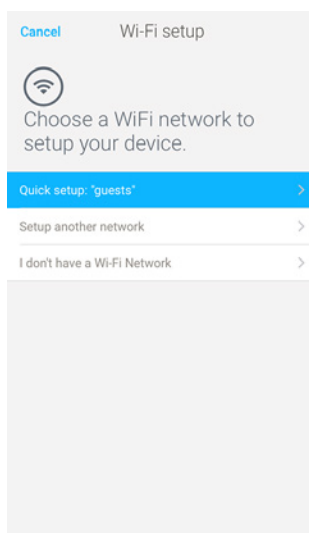 Cancel Wi-Fi setup
Choose a WiFi network to
setup your device.
Quick setup: "guests"
Setup another network
I don't have a Wi-Fi Network